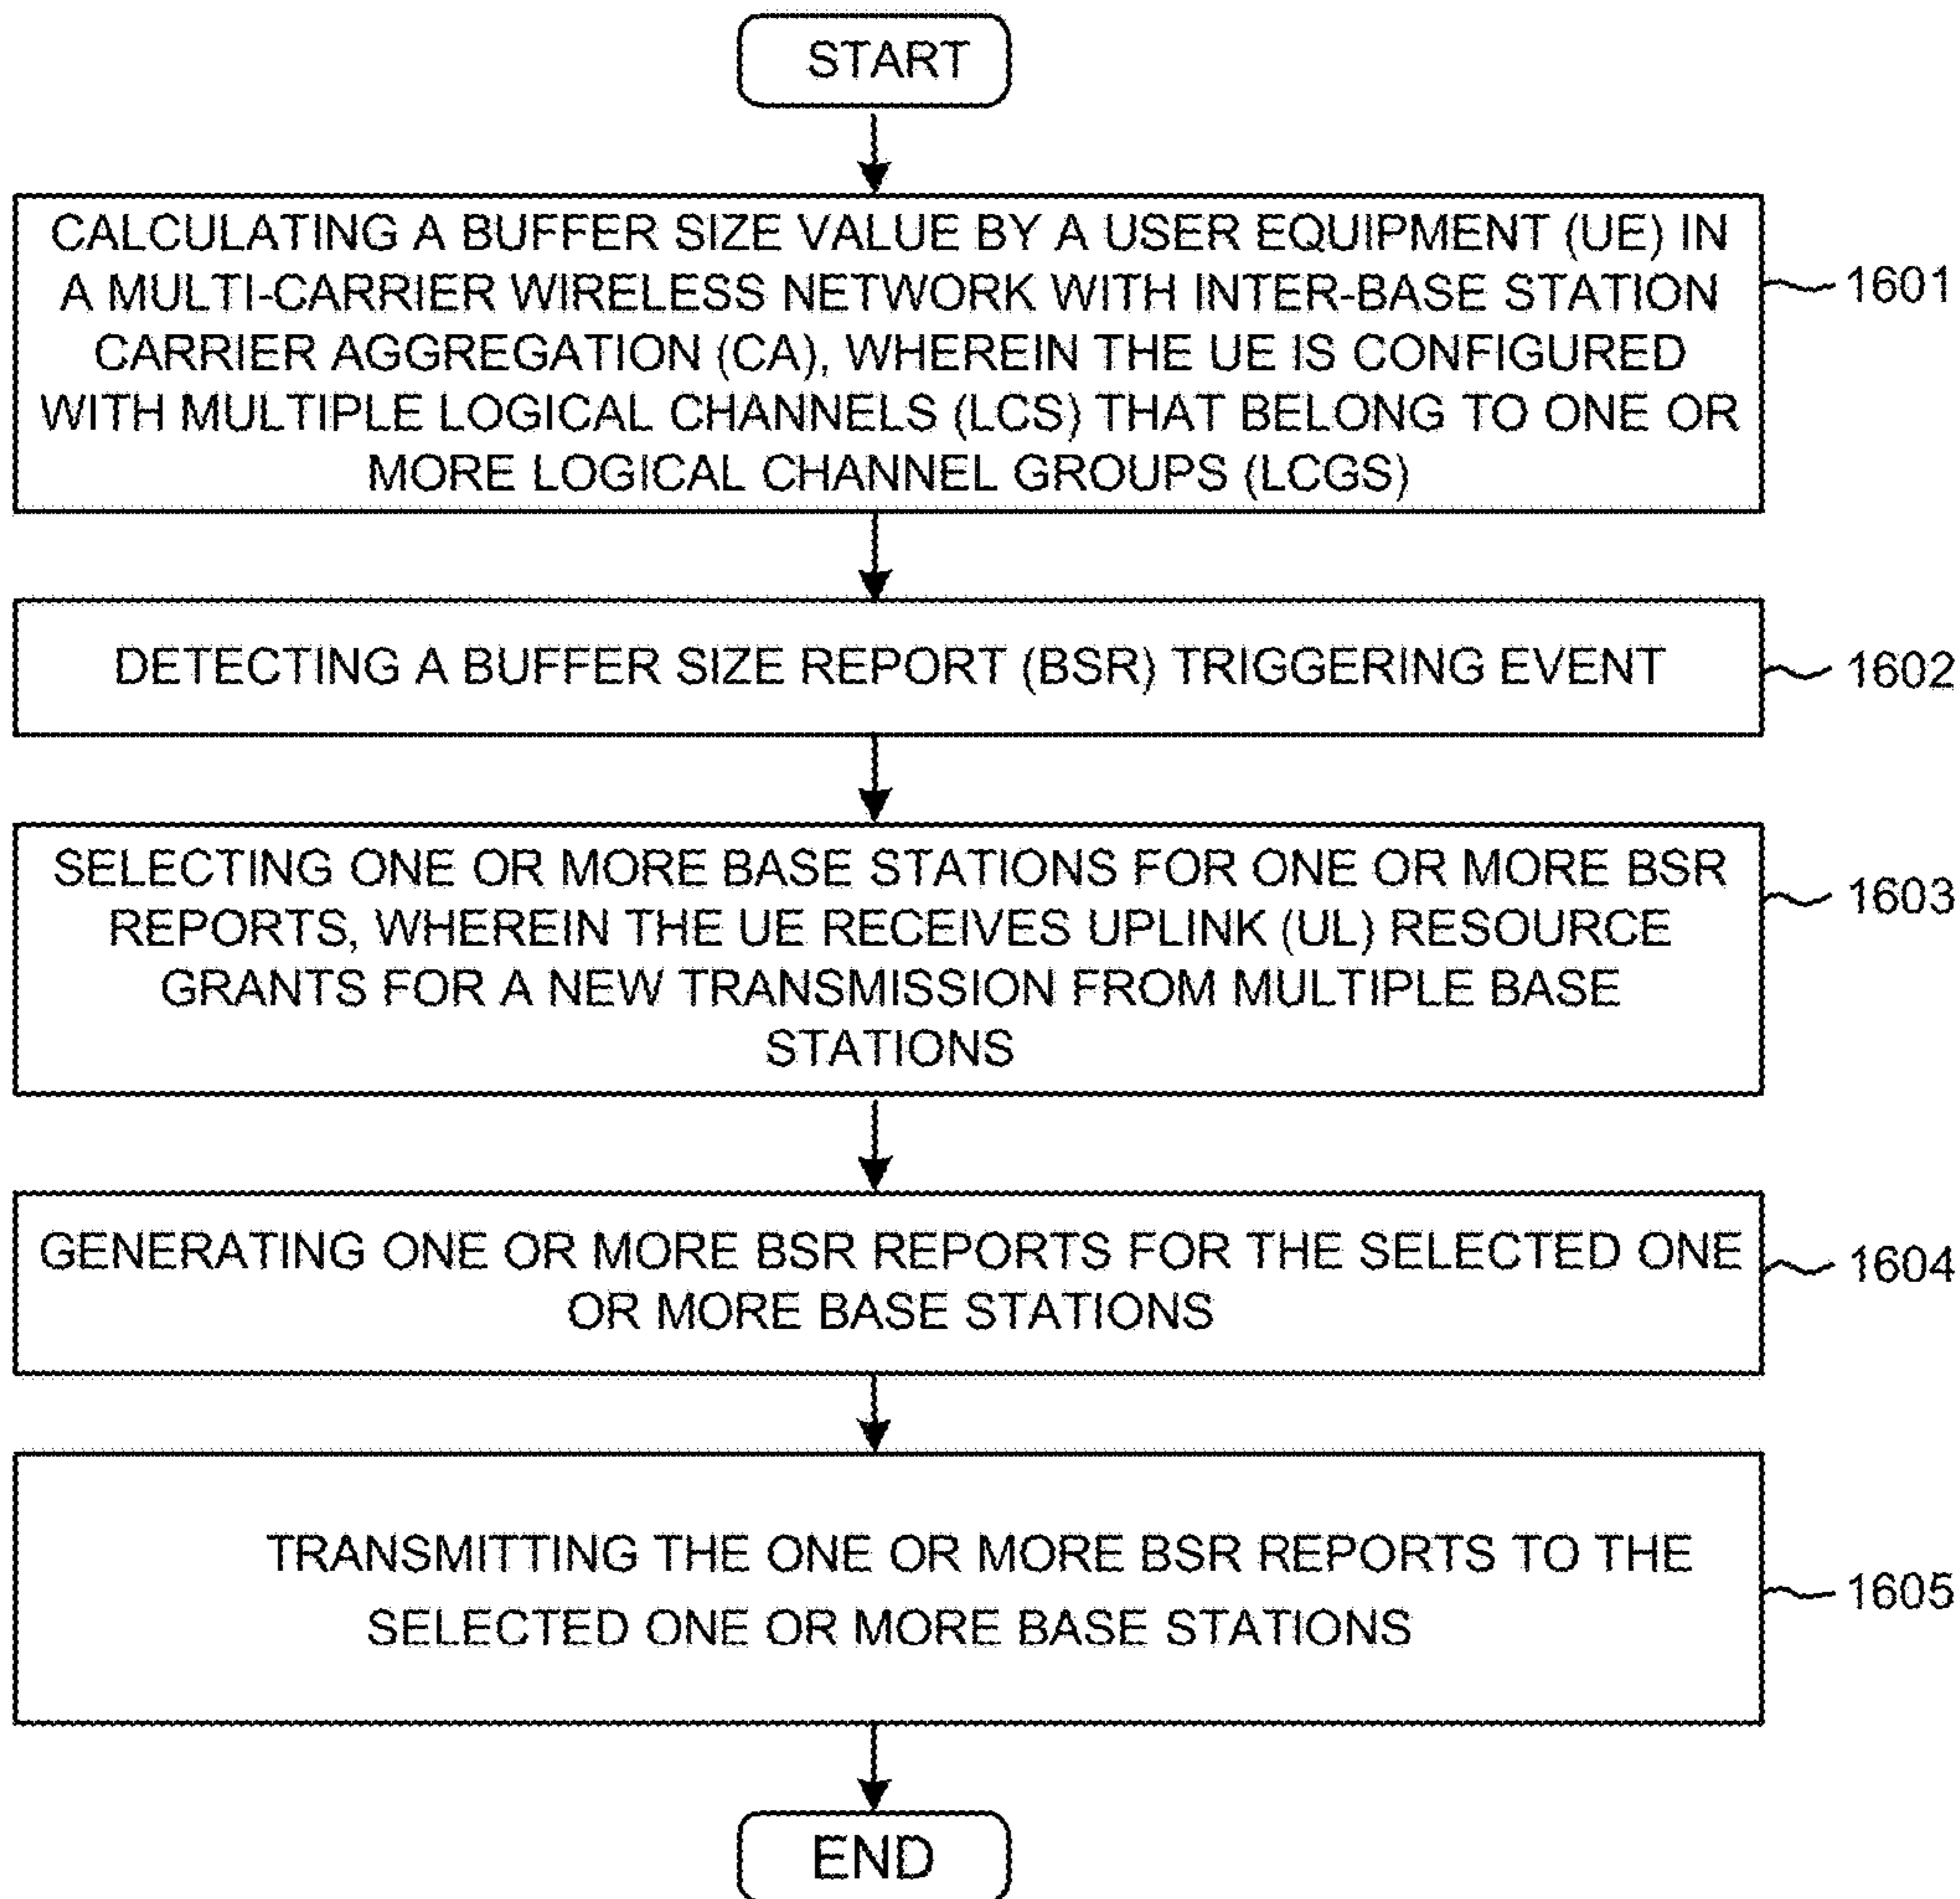 START
CALCULATING A BUFFER SIZE VALUE BY A USER EQUIPMENT (UE) IN
A MULTI-CARRIER WIRELESS NETWORK WITH INTER-BASE STATION
CARRIER AGGREGATION (CA), WHEREIN THE UE IS CONFIGURED
WITH MULTIPLE LOGICAL CHANNELS (LCS) THAT BELONG TO ONE OR
MORE LOGICAL CHANNEL GROUPS (LCGS)
1601
DETECTING A BUFFER SIZE REPORT (BSR) TRIGGERING EVENT
1602
SELECTING ONE OR MORE BASE STATIONS FOR ONE OR MORE BSR
REPORTS, WHEREIN THE UE RECEIVES UPLINK (UL) RESOURCE
GRANTS FOR A NEW TRANSMISSION FROM MULTIPLE BASE
STATIONS
1603
GENERATING ONE OR MORE BSR REPORTS FOR THE SELECTED ONE
OR MORE BASE STATIONS
1604
TRANSMITTING THE ONE OR MORE BSR REPORTS TO THE
SELECTED ONE OR MORE BASE STATIONS
1605
END